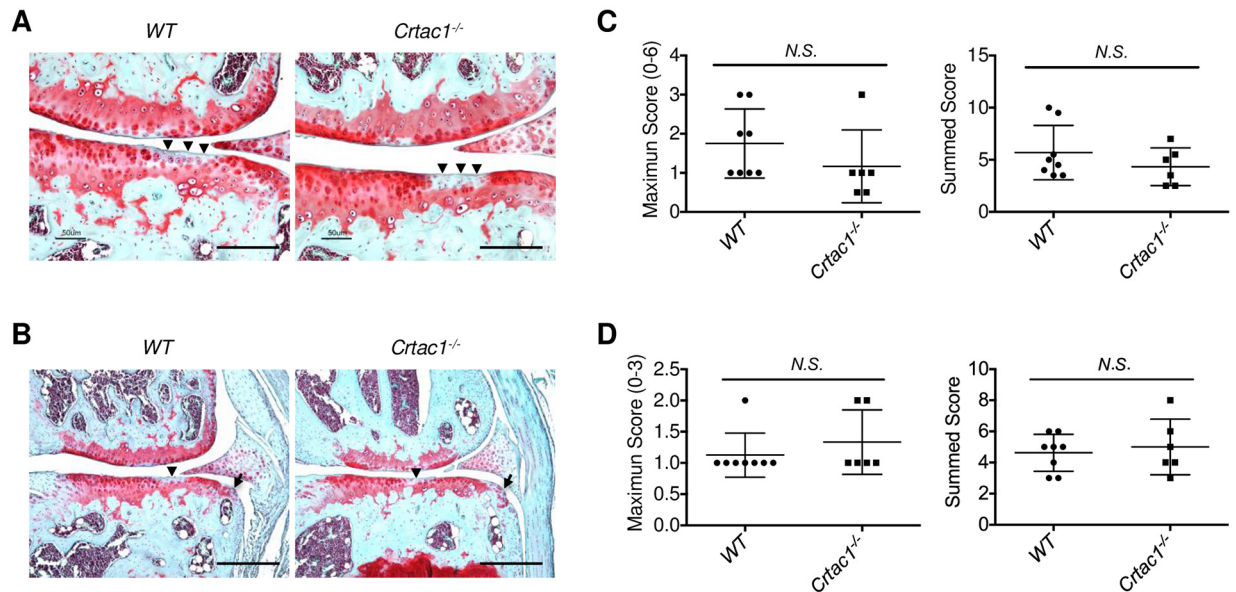 A
WT
Crtac1-/-
50um
50um
B
WT
Crtac1-/-
C
Maximun Score (0-6)
4
3
2
1
0
N.S.
WT
Crtac1-/-
Summed Score
15
10
5
0
N.S.
WT
Crtac1-/-
D
Maximun Score (0-3)
2.5
2.0
1.5
1.0
0.5
0.0
N.S.
WT
Crtac1-/-
Summed Score
10
8
6
4
2
0
N.S.
WT
Crtac1-/-